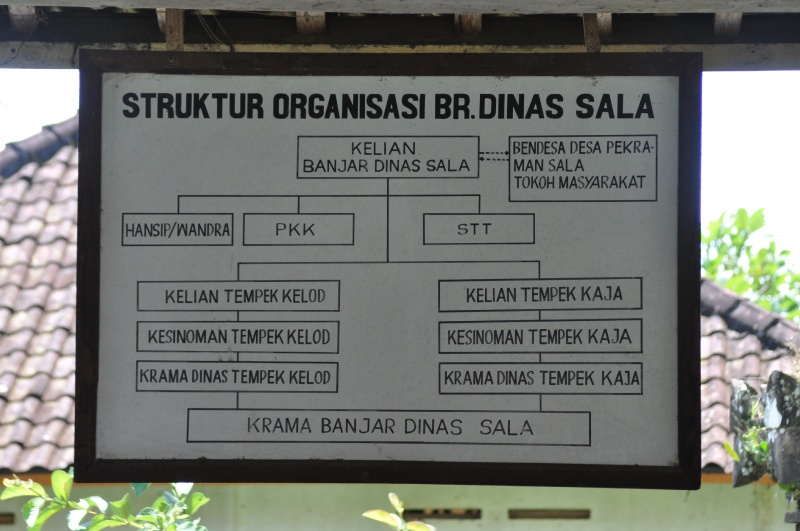 STRUKTUR ORGANISASI BR. DINAS SALA
KELIAN
BANJAR DINAS SALA
BENDESA DESA PEKRA-
MAN SALA
TOKOH MASYARAKAT
HANSIP/WANDRA
PKK
STT
KELIAN TEMPEK KELOD
KELIAN TEMPEK KAJA
KESINOMAN TEMPEK KELOD
KESINOMAN TEMPEK KAJA
KRAMA DINAS TEMPEK KELOD
KRAMA DINAS TEMPEK KAJA
KRAMA BANJAR DINAS SALA